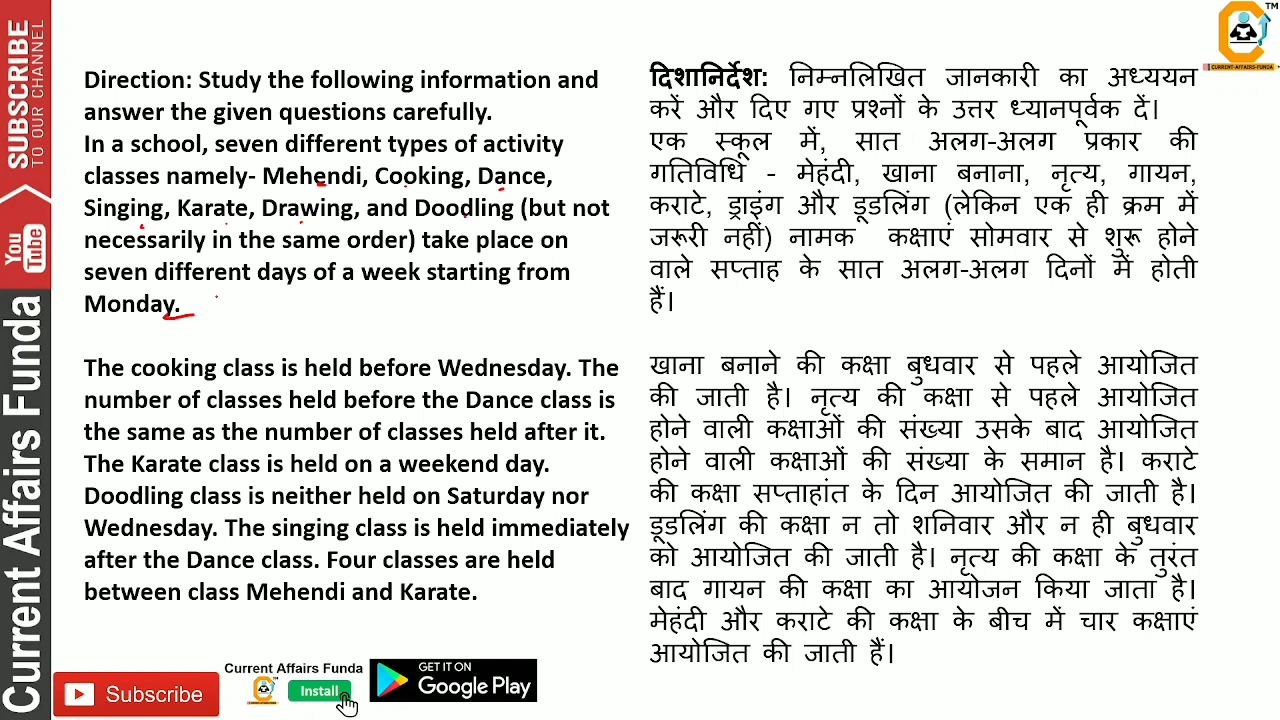 SUBSCRIBE
TO OUR CHANNEL
You Tube
Current Affairs Funda
TM
CURRENT-AFFAIRS-FUNDA
Direction: Study the following information and
answer the given questions carefully.
In a school, seven different types of activity
classes namely- Mehendi, Cooking, Dance,
Singing, Karate, Drawing, and Doodling (but not
necessarily in the same order) take place on
seven different days of a week starting from
Monday.
The cooking class is held before Wednesday. The
number of classes held before the Dance class is
the same as the number of classes held after it.
The Karate class is held on a weekend day.
Doodling class is neither held on Saturday nor
Wednesday. The singing class is held immediately
after the Dance class. Four classes are held
between class Mehendi and Karate.
दिशानिर्देश: निम्नलिखित जानकारी का अध्ययन
करें और दिए गए प्रश्नों के उत्तर ध्यानपूर्वक दें।
एक स्कूल में, सात अलग-अलग प्रकार की
गतिविधि - मेहंदी, खाना बनाना, नृत्य, गायन,
कराटे, ड्राइंग और डूडलिंग (लेकिन एक ही क्रम में
जरूरी नहीं) नामक कक्षाएं सोमवार से शुरू होने
वाले सप्ताह के सात अलग-अलग दिनों में होती
हैं।
खाना बनाने की कक्षा बुधवार से पहले आयोजित
की जाती है। नृत्य की कक्षा से पहले आयोजित
होने वाली कक्षाओं की संख्या उसके बाद आयोजित
होने वाली कक्षाओं की संख्या के समान है। कराटे
की कक्षा सप्ताहांत के दिन आयोजित की जाती है।
डूडलिंग की कक्षा न तो शनिवार और न ही बुधवार
को आयोजित की जाती है। नृत्य की कक्षा के तुरंत
बाद गायन की कक्षा का आयोजन किया जाता है।
मेहंदी और कराटे की कक्षा के बीच में चार कक्षाएं
आयोजित की जाती हैं।
Subscribe
Current Affairs Funda
Install
GET IT ON
Google Play